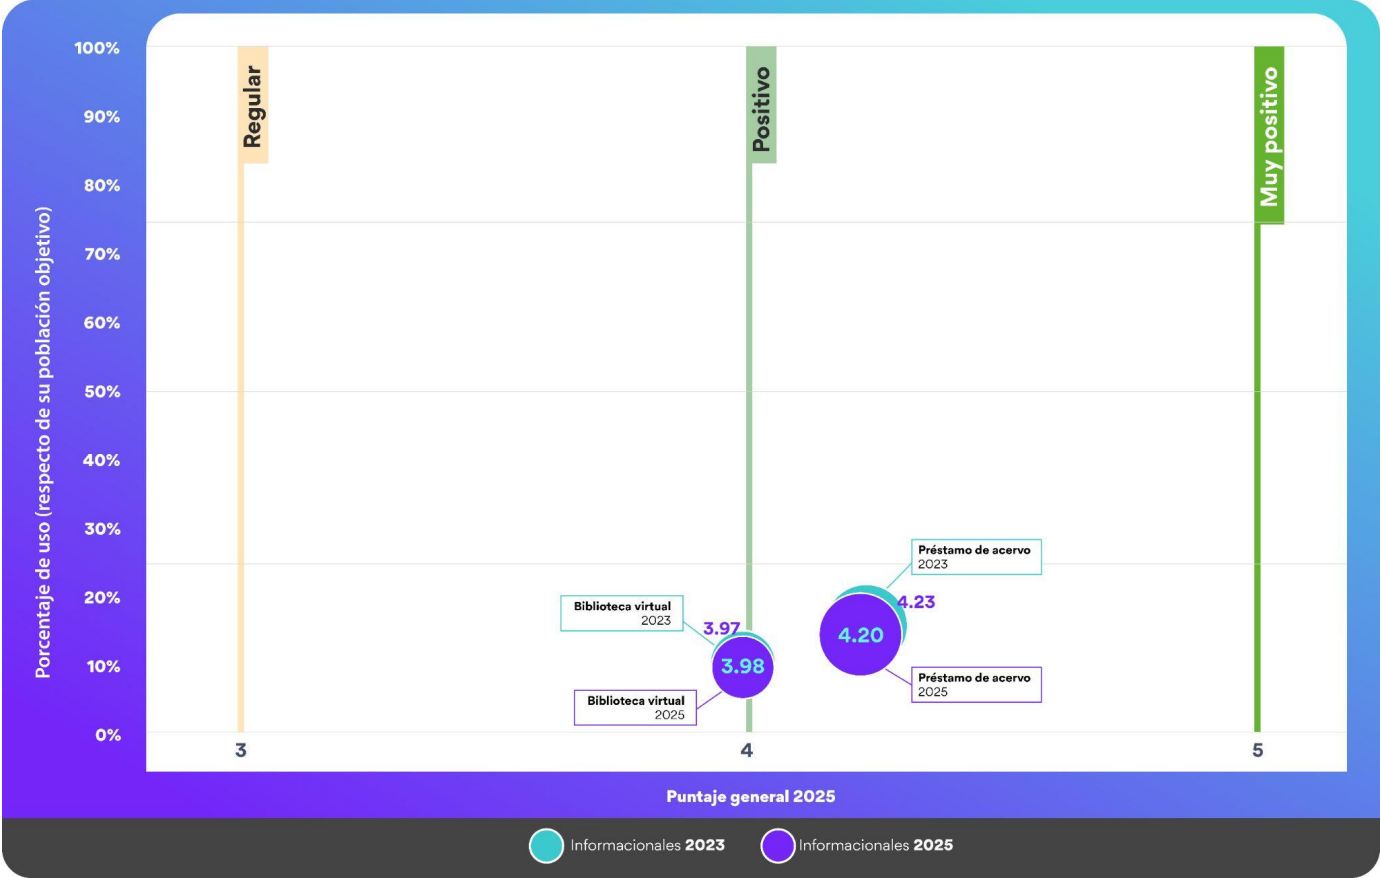 100%
90%
80%
70%
60%
50%
40%
30%
20%
10%
0%
Porcentaje de uso (respecto de su población objetivo)
Regular
Positivo
Muy positivo
Préstamo de acervo
2023
4.23
4.20
Préstamo de acervo
2025
Biblioteca virtual
2023
3.97
3.98
Biblioteca virtual
2025
3
4
5
Puntaje general 2025
Informacionales 2023
Informacionales 2025